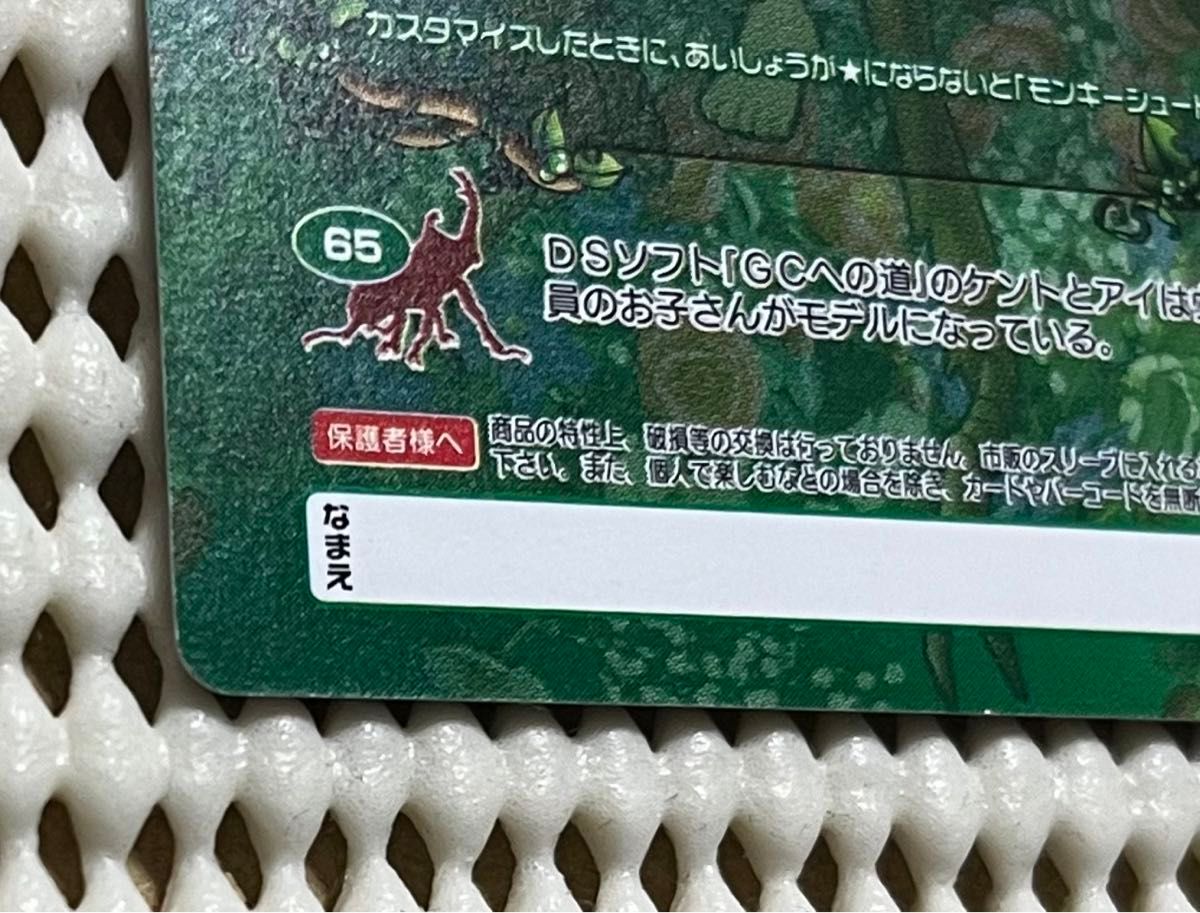 カスタマイズしたときに、あいしょうが★にならないと「モンキーシュート
65
DSソフト「GCへの道」のケントとアイは
員のお子さんがモデルになっている。
保護者様へ
商品の特性上、破損等の交換は行っておりません。市販のスリーブに入れる
下さい。また、個人で楽しむなどの場合を除き、カードやバーコードを無断
なまえ